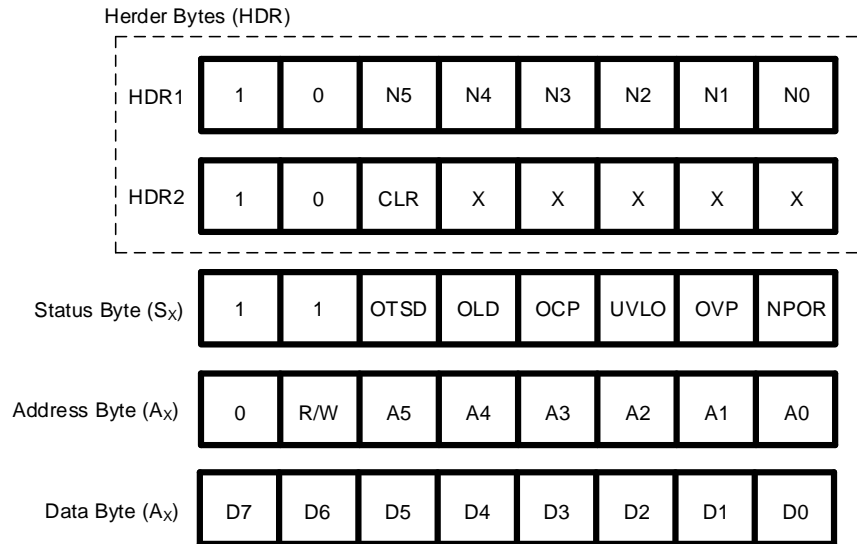 Herder Bytes (HDR)
HDR1 1 0 N5 N4 N3 N2 N1 N0
HDR2 1 0 CLR X X X X X
Status Byte (SX) 1 1 OTSD OLD OCP UVLO OVP NPOR
Address Byte (AX) 0 R/W A5 A4 A3 A2 A1 A0
Data Byte (AX) D7 D6 D5 D4 D3 D2 D1 D0